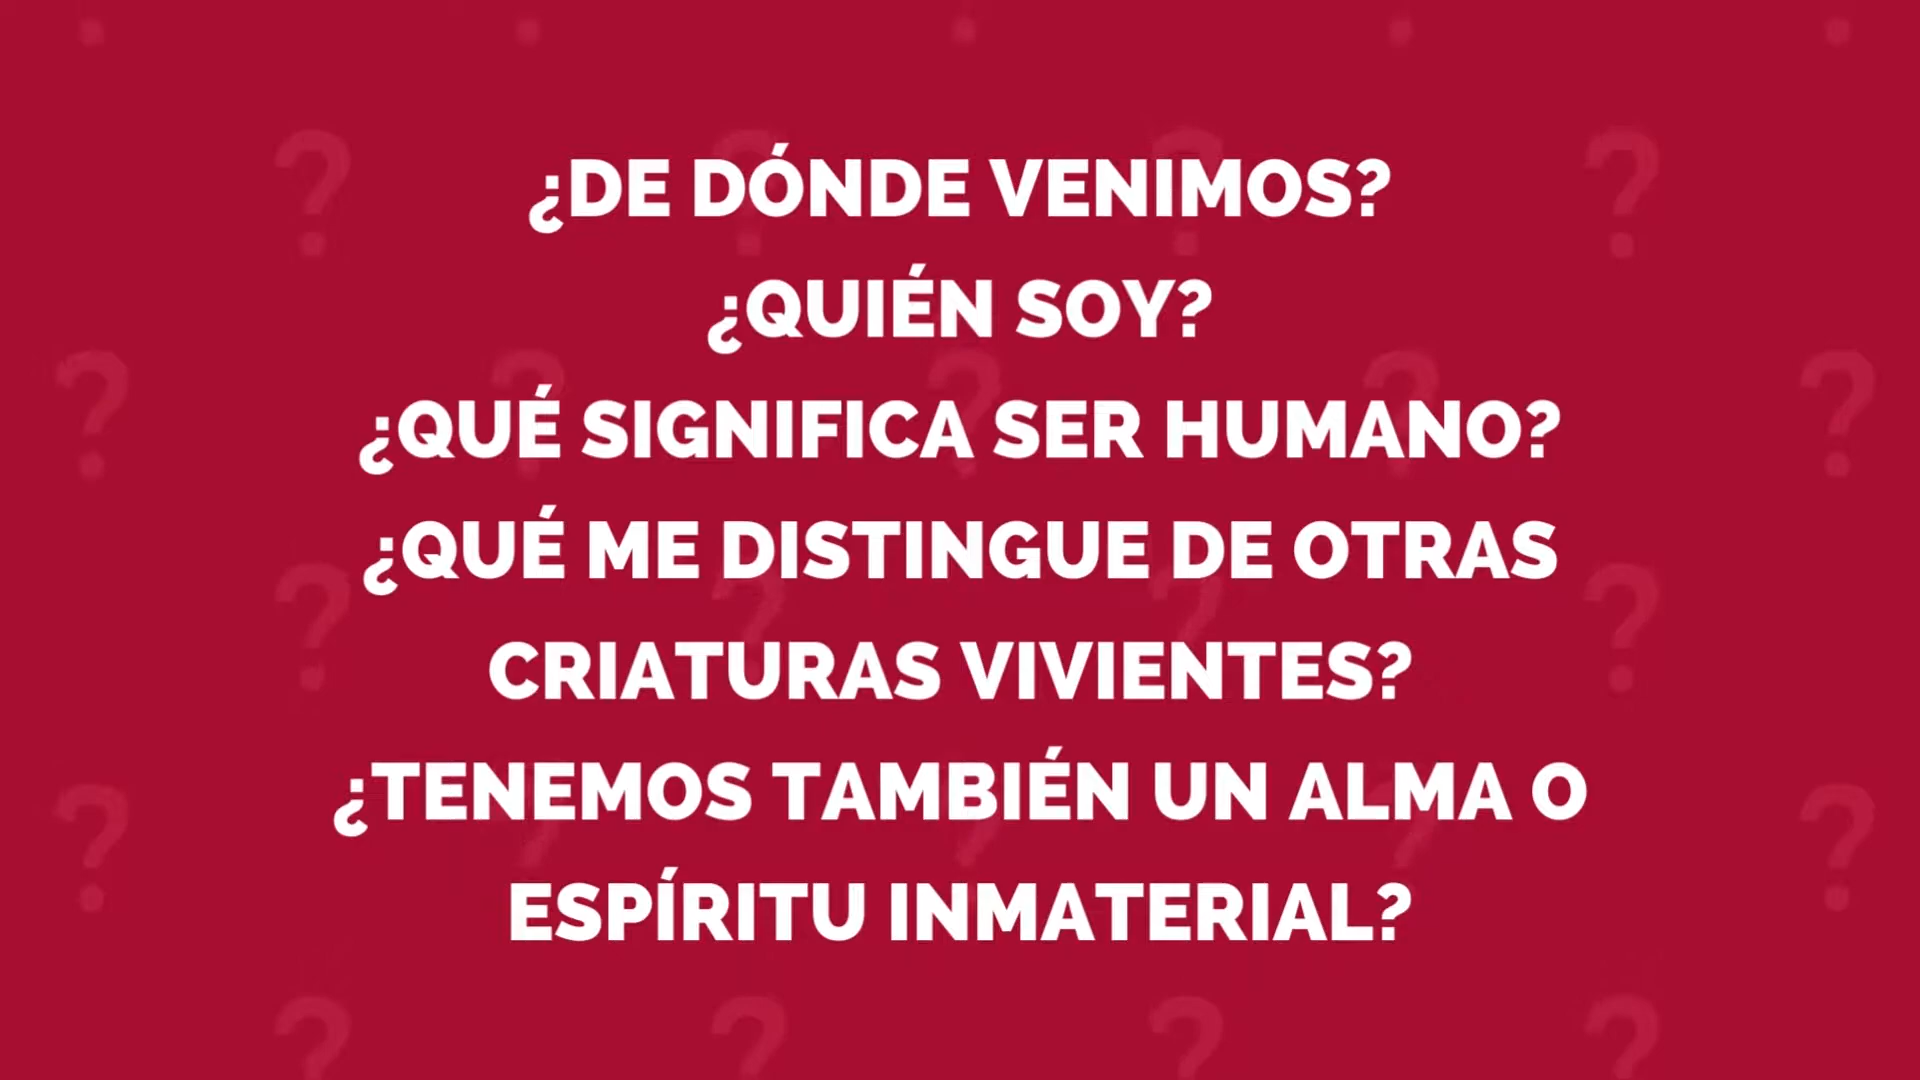 ¿DE DÓNDE VENIMOS?
¿QUIÉN SOY?
¿QUÉ SIGNIFICA SER HUMANO?
¿QUÉ ME DISTINGUE DE OTRAS
CRIATURAS VIVIENTES?
¿TENEMOS TAMBIÉN UN ALMA O
ESPÍRITU INMATERIAL?